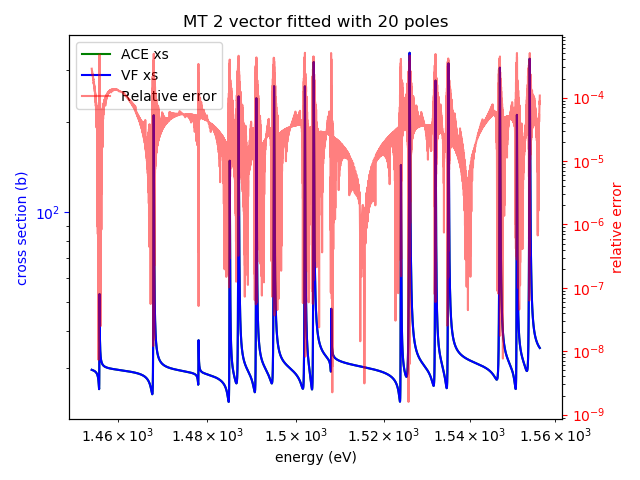 MT 2 vector fitted with 20 poles
ACE xs
VF xs
Relative error
cross section (b)
10²
relative error
10⁻⁴
10⁻⁵
10⁻⁶
10⁻⁷
10⁻⁸
10⁻⁹
1.46 × 10³ 1.48 × 10³ 1.5 × 10³ 1.52 × 10³ 1.54 × 10³ 1.56 × 10³
energy (eV)